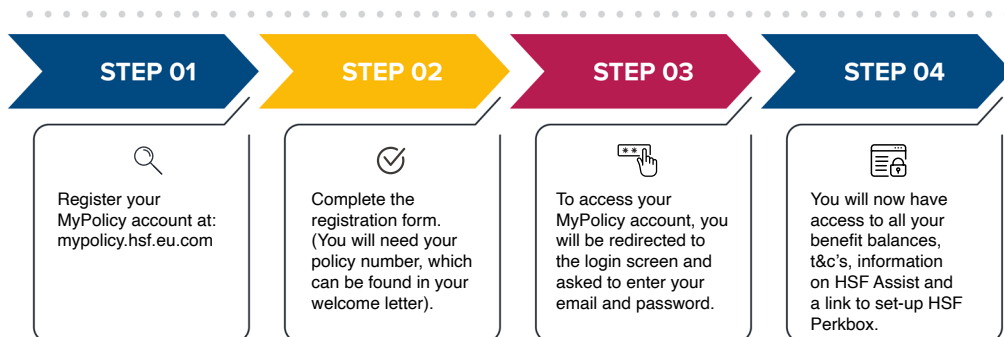 STEP 01
Register your
MyPolicy account at:
mypolicy.hsf.eu.com
STEP 02
Complete the
registration form.
(You will need your
policy number, which
can be found in your
welcome letter).
STEP 03
* *
To access your
MyPolicy account, you
will be redirected to
the login screen and
asked to enter your
email and password.
STEP 04
You will now have
access to all your
benefit balances,
t&c's, information
on HSF Assist and
a link to set-up HSF
Perkbox.